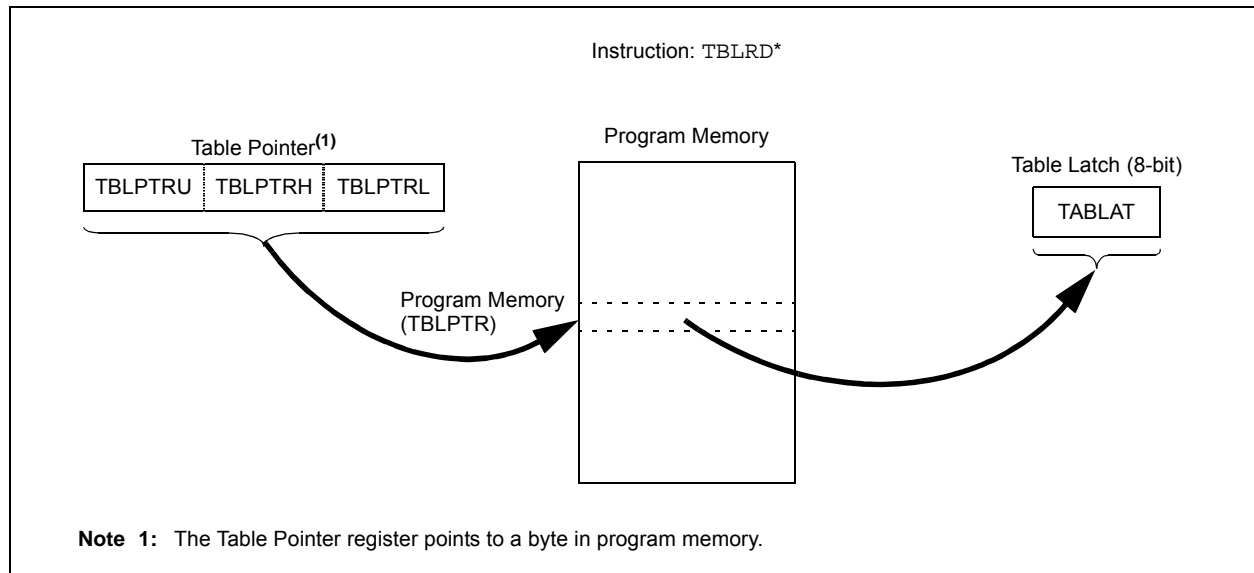 Instruction: TBLRD*
Table Pointer(1)
TBLPTRU TBLPTRH TBLPTRL
Program Memory
Table Latch (8-bit)
TABLAT
Program Memory
(TBLPTR)
Note 1: The Table Pointer register points to a byte in program memory.